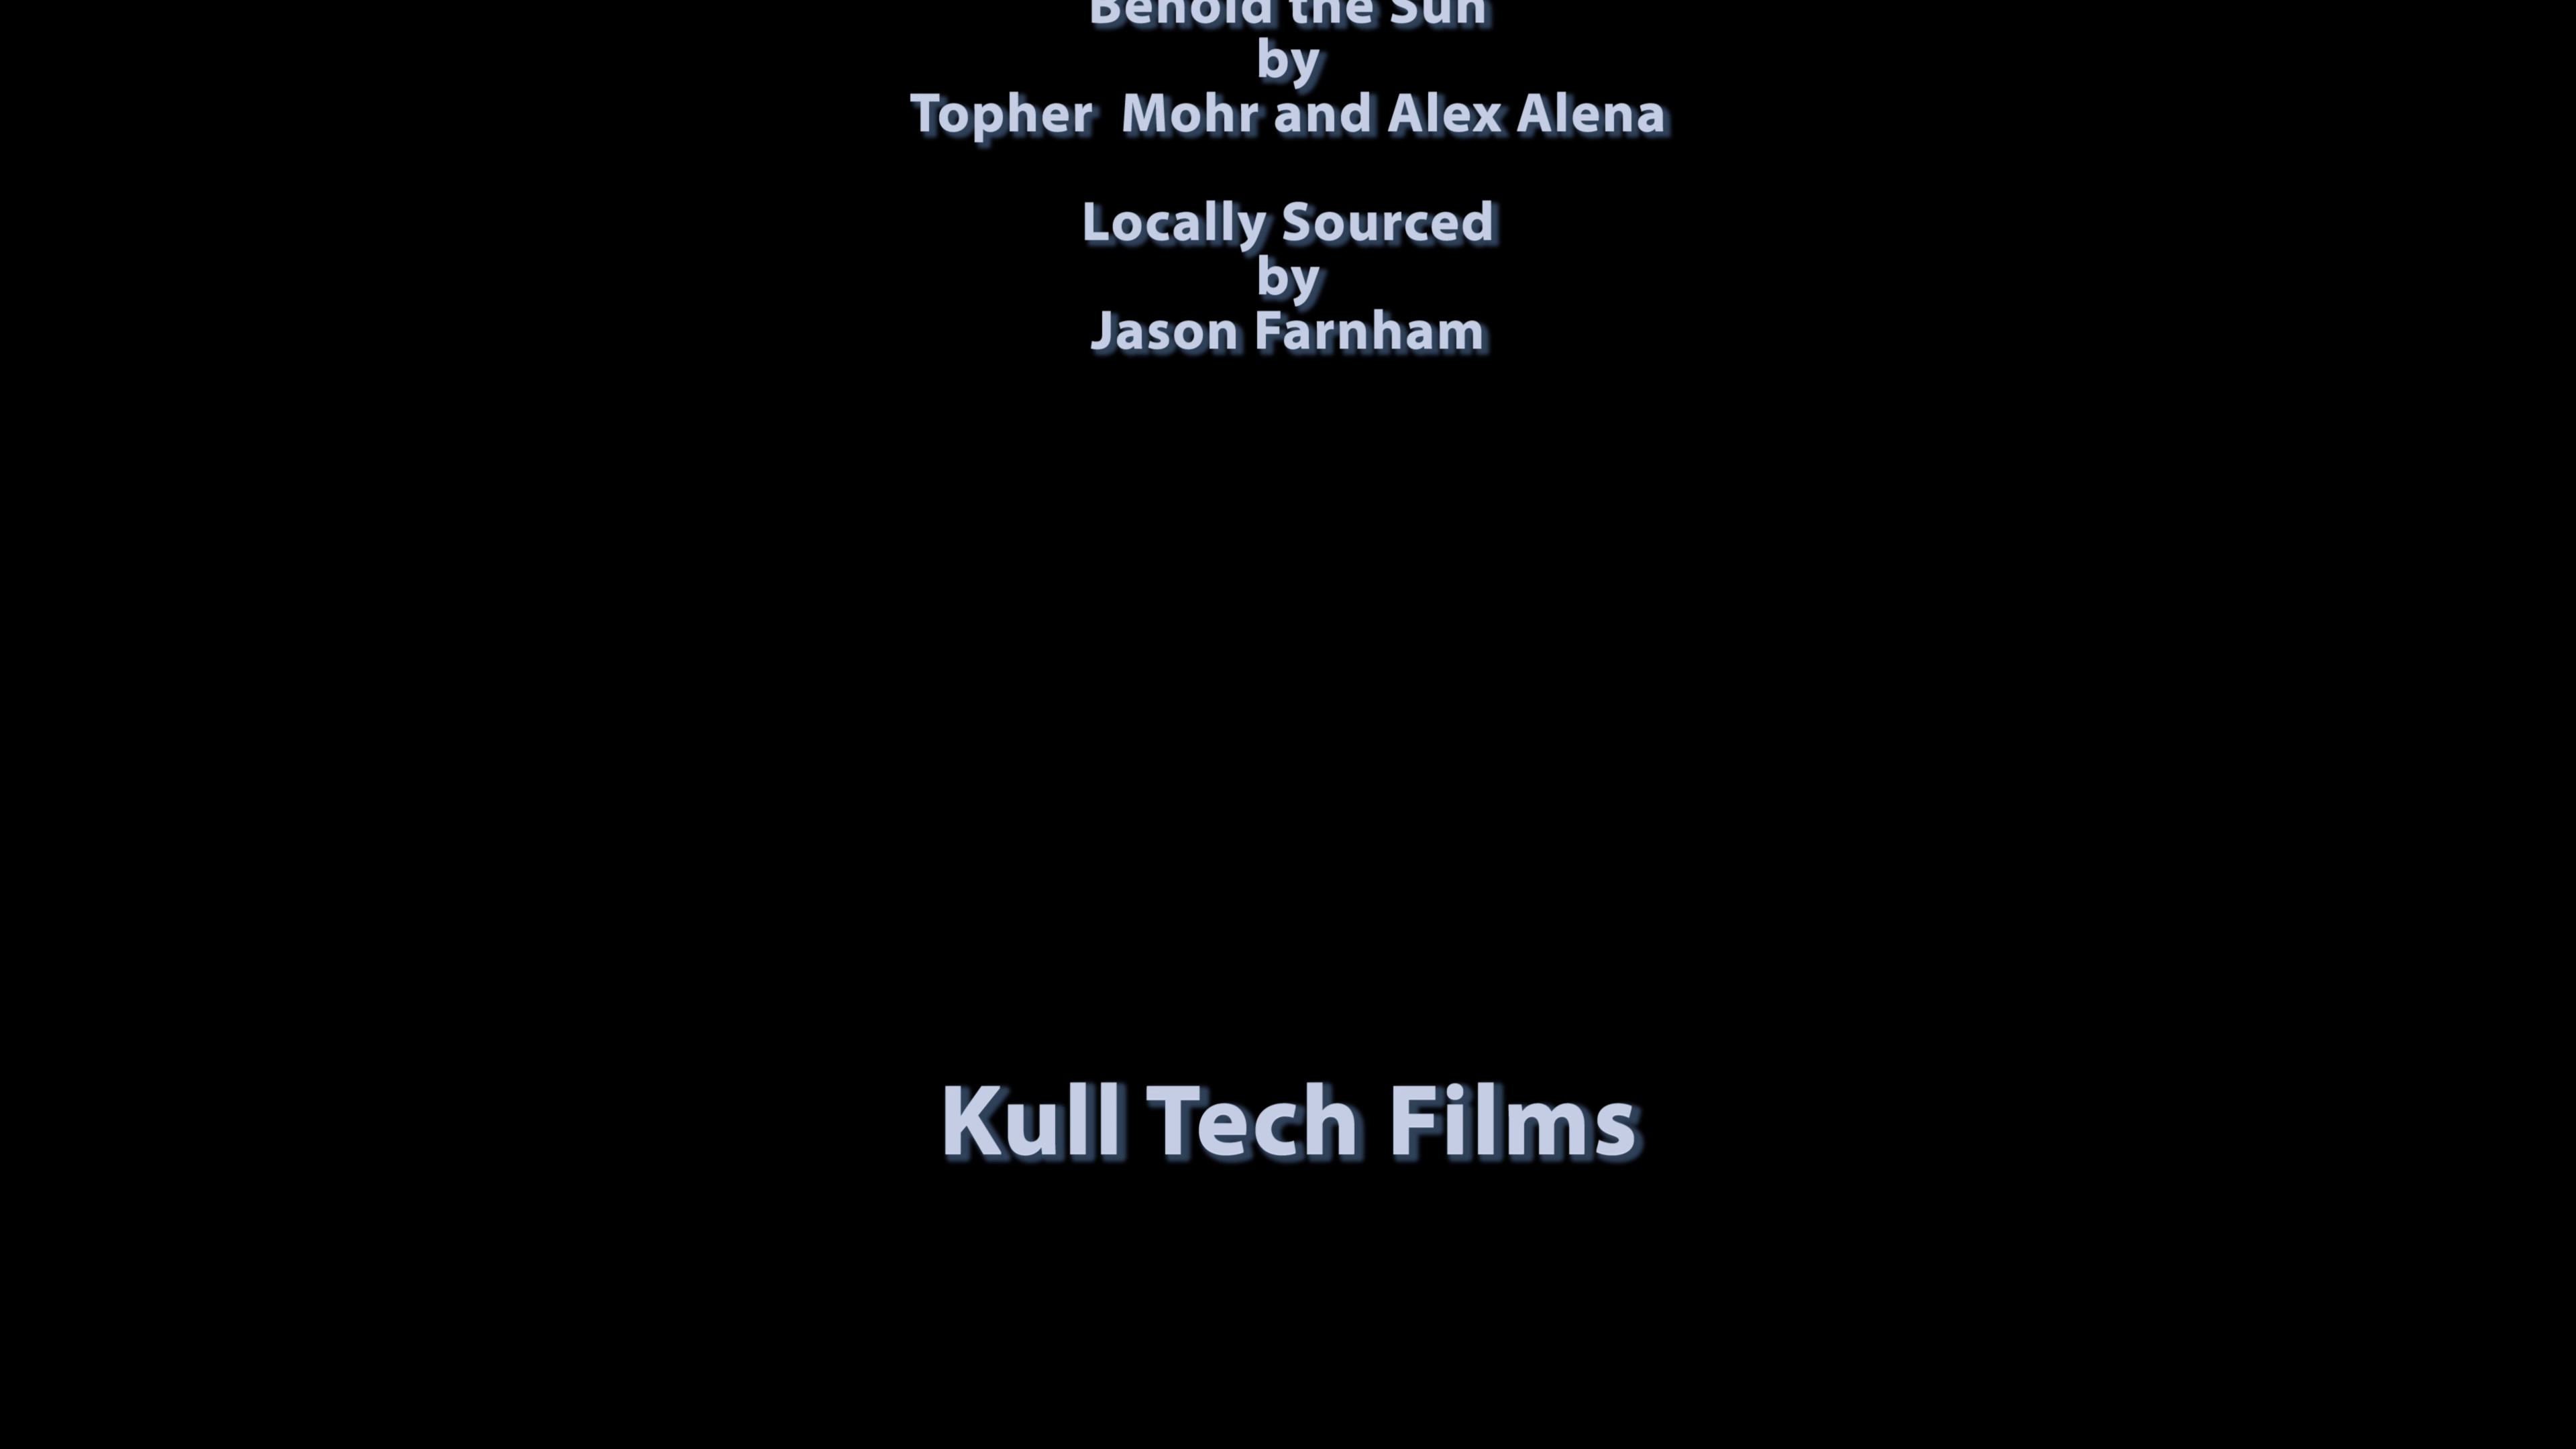 Behold the Sun
by
Topher  Mohr and Alex Alena
Locally Sourced
by
Jason Farnham
Kull Tech Films